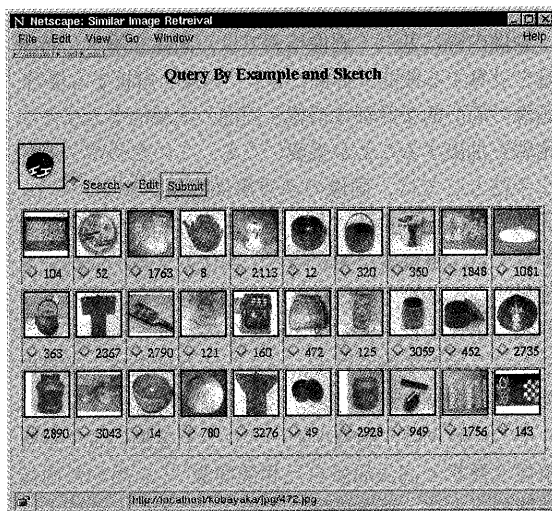 Netscape: Similar Image Retreival
File Edit View Go Window Help
Query By Example and Sketch
Search Edit Submit
104 52 1763 8 2113 12 320 350 1848 1081
363 2367 2790 121 160 472 125 3059 452 2735
2890 3043 14 780 3276 49 2928 949 1756 143
http://localhost/kobayaka/jpg/472.jpg